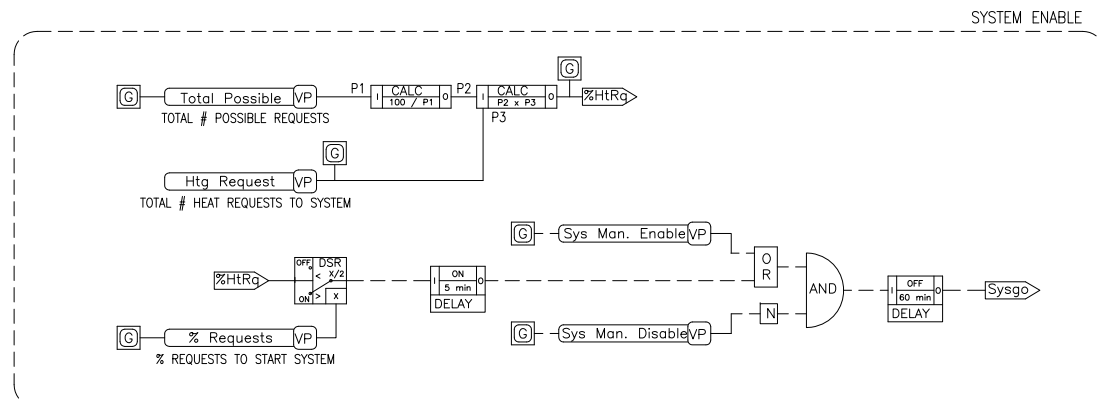 SYSTEM ENABLE
G
G Total Possible VP P1 I CALC O P2 I CALC O %HtRq
100 / P1 P2 x P3
TOTAL # POSSIBLE REQUESTS P3
G
Htg Request VP
TOTAL # HEAT REQUESTS TO SYSTEM
G Sys Man. Enable VP
OFF DSR
< X/2
%HtRq
ON > X
I ON O
5 min
DELAY
OR
AND
I OFF O
60 min
DELAY
Sysgo
N
G % Requests VP
% REQUESTS TO START SYSTEM
G Sys Man. Disable VP